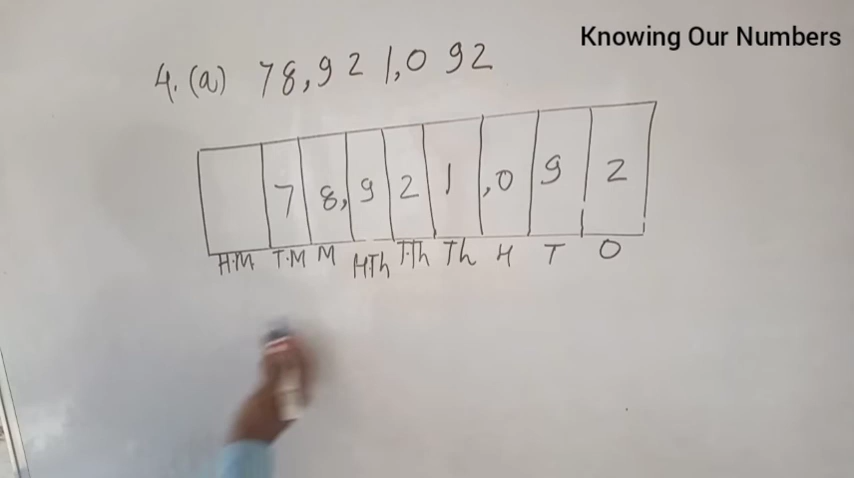 Knowing Our Numbers
4. (a) 78,921,092
7 8, 9 2 1 ,0 9 2
H.M T.M M H.Th T.Th Th H T O